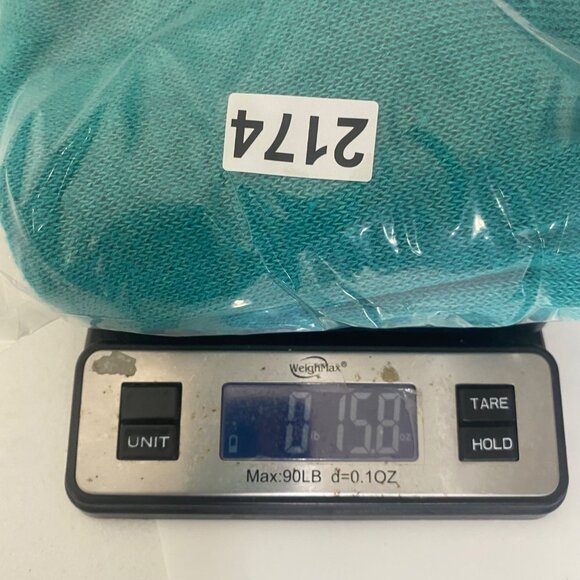 2174
WeighMax®
UNIT
0 lb 15.8 oz
TARE
HOLD
Max:90LB d=0.1OZ